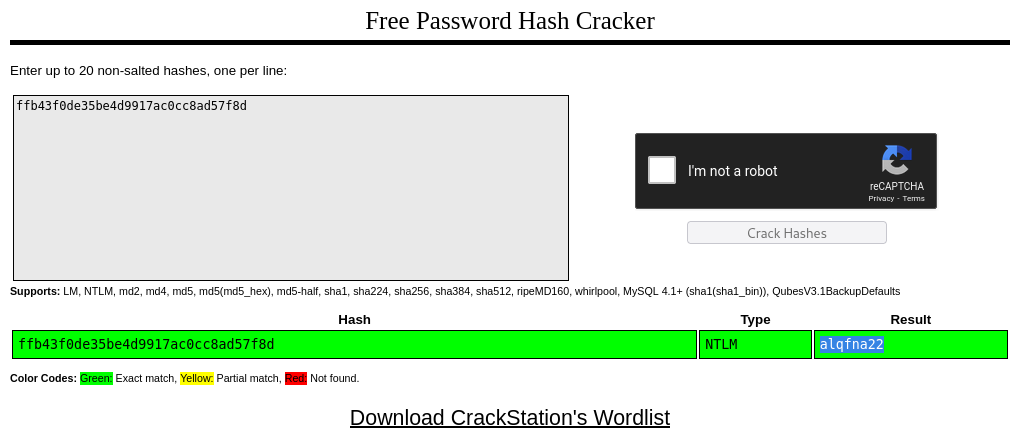 Free Password Hash Cracker
Enter up to 20 non-salted hashes, one per line:
ffb43f0de35be4d9917ac0cc8ad57f8d
I'm not a robot
reCAPTCHA
Privacy - Terms
Crack Hashes
Supports: LM, NTLM, md2, md4, md5, md5(md5_hex), md5-half, sha1, sha224, sha256, sha384, sha512, ripeMD160, whirlpool, MySQL 4.1+ (sha1(sha1_bin)), QubesV3.1BackupDefaults
Hash Type Result
ffb43f0de35be4d9917ac0cc8ad57f8d NTLM alqfna22
Color Codes: Green: Exact match, Yellow: Partial match, Red: Not found.
Download CrackStation's Wordlist